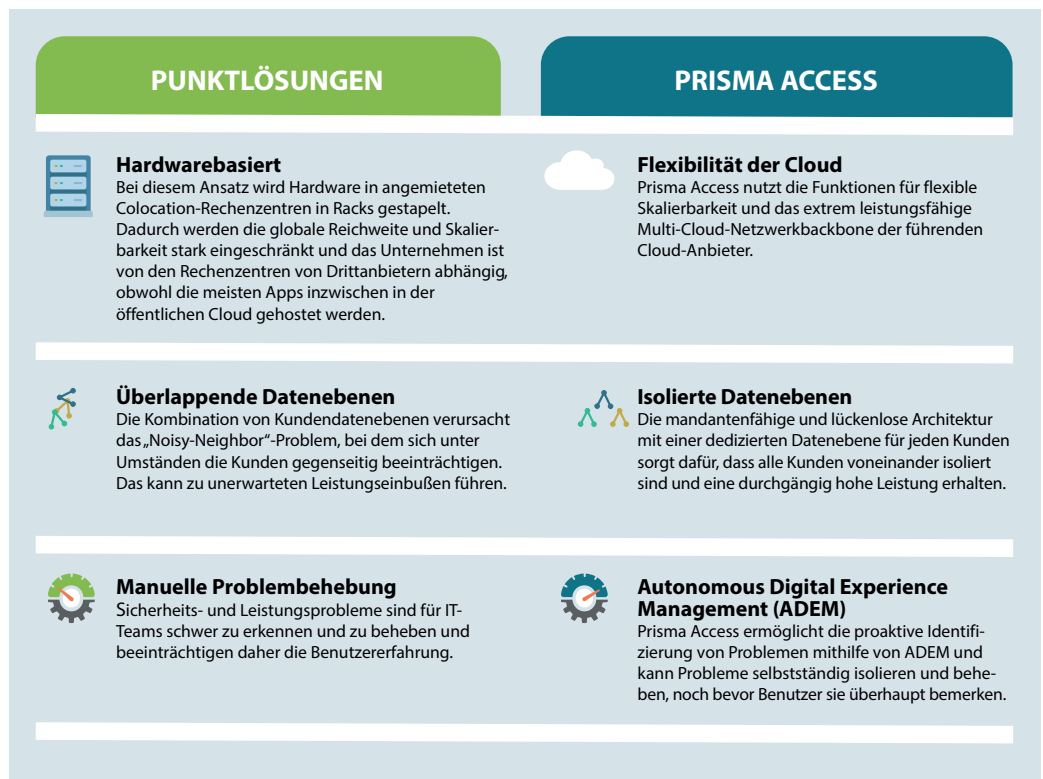 PUNKTLÖSUNGEN
PRISMA ACCESS
Hardwarebasiert
Bei diesem Ansatz wird Hardware in angemieteten
Colocation-Rechenzentren in Racks gestapelt.
Dadurch werden die globale Reichweite und Skalier-
barkeit stark eingeschränkt und das Unternehmen ist
von den Rechenzentren von Drittanbietern abhängig,
obwohl die meisten Apps inzwischen in der
öffentlichen Cloud gehostet werden.
Flexibilität der Cloud
Prisma Access nutzt die Funktionen für flexible
Skalierbarkeit und das extrem leistungsfähige
Multi-Cloud-Netzwerkbackbone der führenden
Cloud-Anbieter.
Überlappende Datenebenen
Die Kombination von Kundendatenebenen verursacht
das „Noisy-Neighbor“-Problem, bei dem sich unter
Umständen die Kunden gegenseitig beeinträchtigen.
Das kann zu unerwarteten Leistungseinbußen führen.
Isolierte Datenebenen
Die mandantenfähige und lückenlose Architektur
mit einer dedizierten Datenebene für jeden Kunden
sorgt dafür, dass alle Kunden voneinander isoliert
sind und eine durchgängig hohe Leistung erhalten.
Manuelle Problembehebung
Sicherheits- und Leistungsprobleme sind für IT-
Teams schwer zu erkennen und zu beheben und
beeinträchtigen daher die Benutzererfahrung.
Autonomous Digital Experience
Management (ADEM)
Prisma Access ermöglicht die proaktive Identifi-
zierung von Problemen mithilfe von ADEM und
kann Probleme selbstständig isolieren und behe-
ben, noch bevor Benutzer sie überhaupt bemerken.